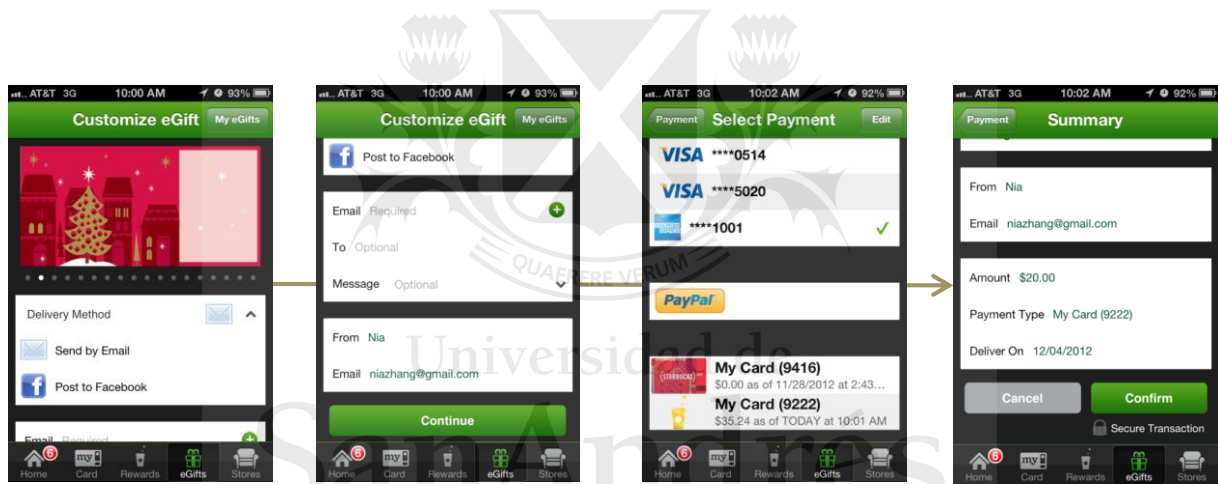 AT&T 3G 10:00 AM 93%
Customize eGift My eGifts
Delivery Method
Send by Email
Post to Facebook
Email Required
6
Home Card Rewards eGifts Stores
my
AT&T 3G 10:00 AM 93%
Customize eGift My eGifts
Post to Facebook
Email Required
To Optional
Message Optional
From Nia
Email niazhang@gmail.com
Continue
6
my
Home Card Rewards eGifts Stores
AT&T 3G 10:02 AM 92%
Payment Select Payment Edit
VISA ****0514
VISA ****5020
****1001
PayPal
My Card (9416)
$0.00 as of 11/28/2012 at 2:43...
My Card (9222)
$35.24 as of TODAY at 10:01 AM
6
my
Home Card Rewards eGifts Stores
AT&T 3G 10:02 AM 92%
Payment Summary
From Nia
Email niazhang@gmail.com
Amount $20.00
Payment Type My Card (9222)
Deliver On 12/04/2012
Cancel Confirm
Secure Transaction
6
my
Home Card Rewards eGifts Stores
QUAERERE VERUM
Universidad de
SanAndrés